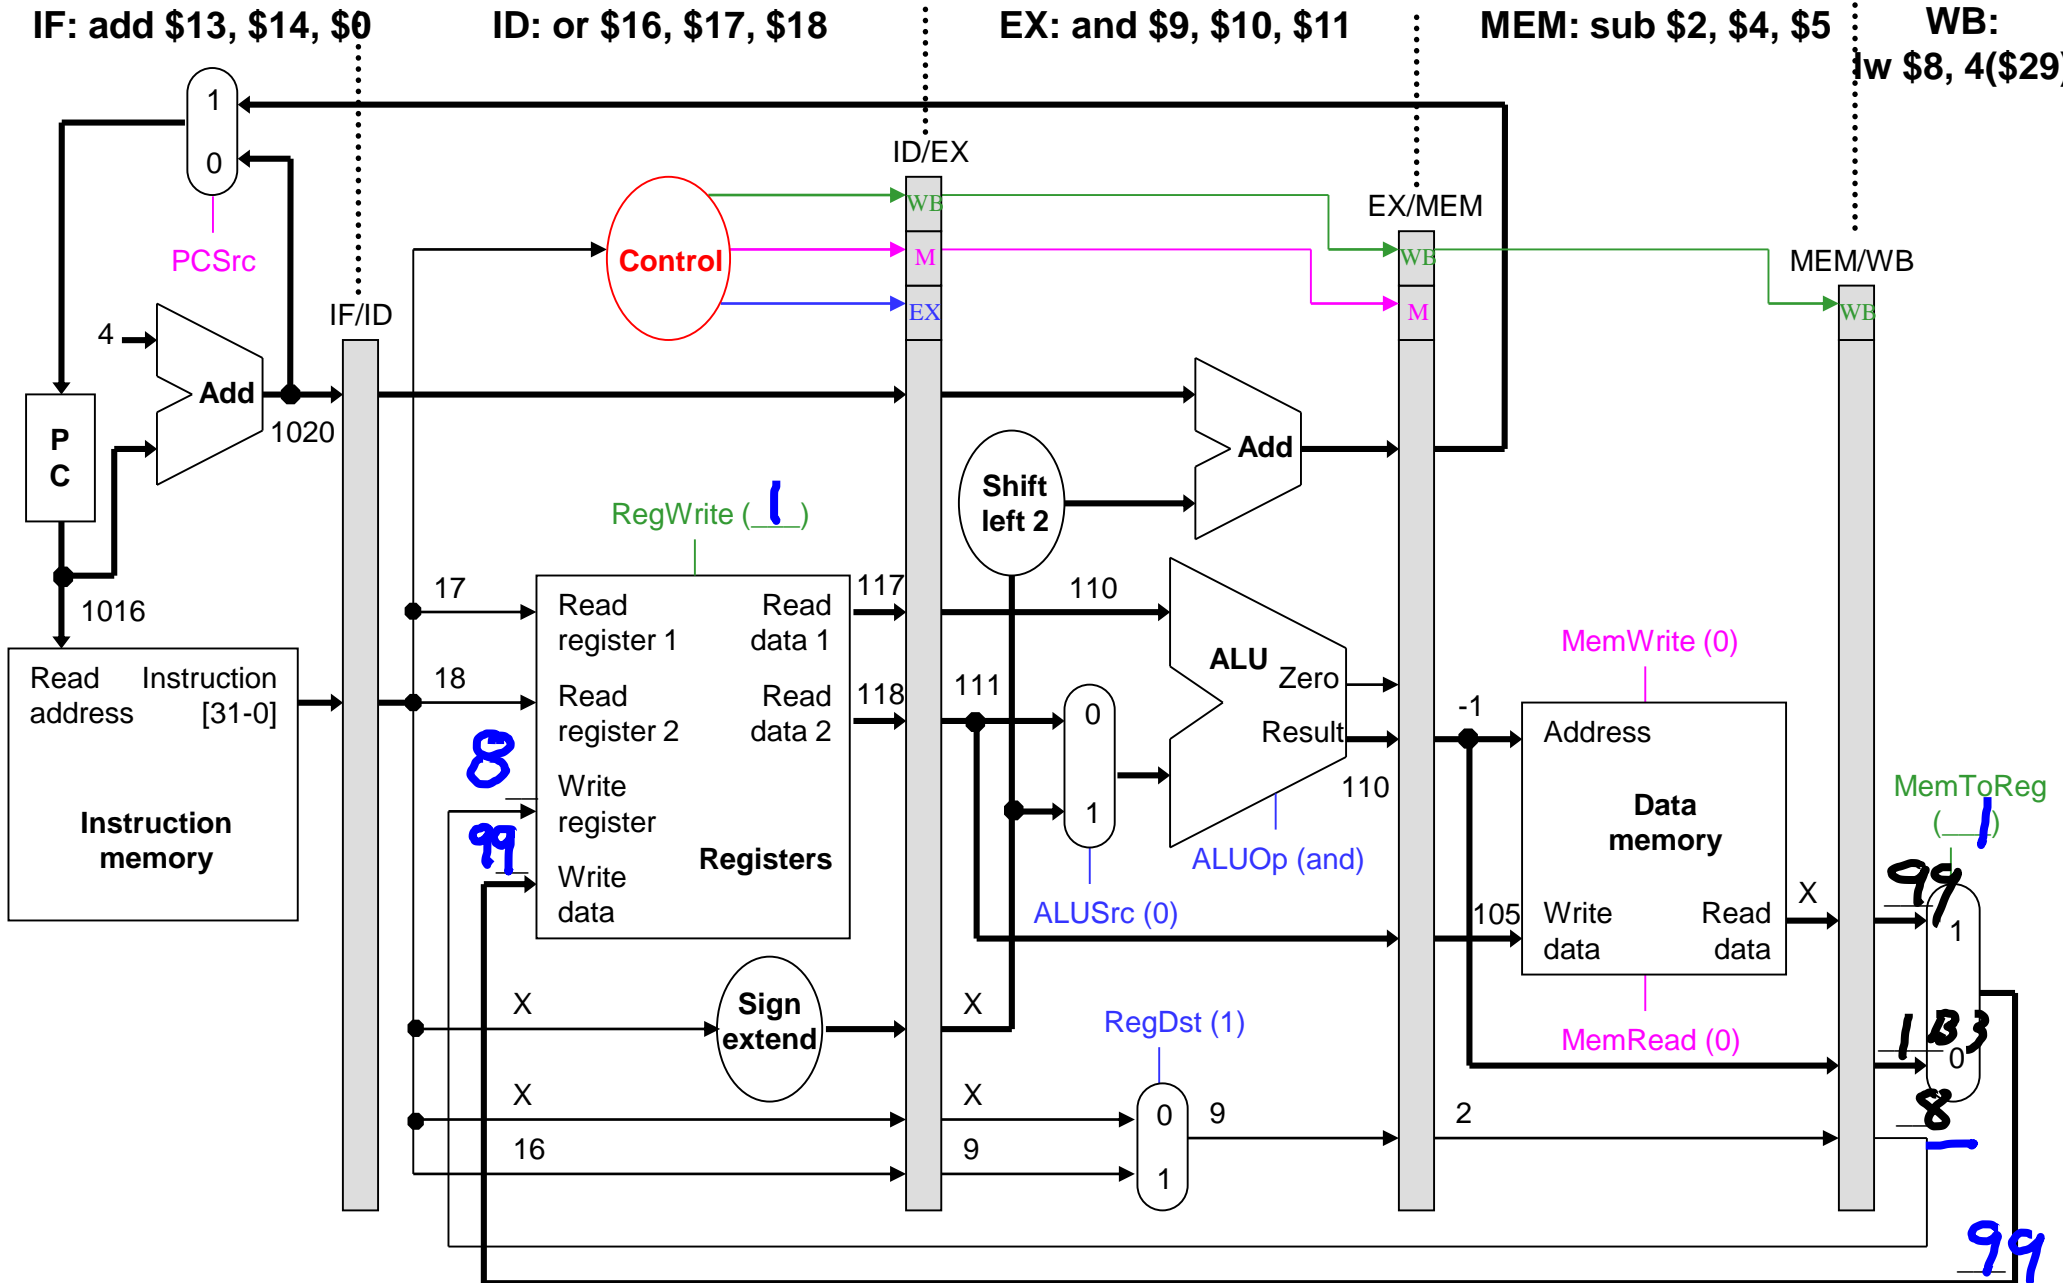 IF: add $13, $14, $0
ID: or $16, $17, $18
EX: and $9, $10, $11
MEM: sub $2, $4, $5
WB:
lw $8, 4($29)
1
0
PCSrc
4
Add
1020
P
C
1016
Read
address
Instruction
[31-0]
Instruction
memory
IF/ID
Control
RegWrite (1)
17
18
8
99
Read
register 1
Read
data 1
Read
register 2
Read
data 2
Write
register
Write
data
Registers
117
118
X
Sign
extend
X
16
ID/EX
WB
M
EX
Shift
left 2
Add
110
111
0
1
ALUSrc (0)
ALU
Zero
Result
110
ALUOp (and)
X
X
9
RegDst (1)
0
1
9
EX/MEM
WB
M
-1
105
2
MemWrite (0)
Address
Data
memory
Write
data
Read
data
MemRead (0)
X
MEM/WB
WB
MemToReg
(1)
99
1
0
8
99